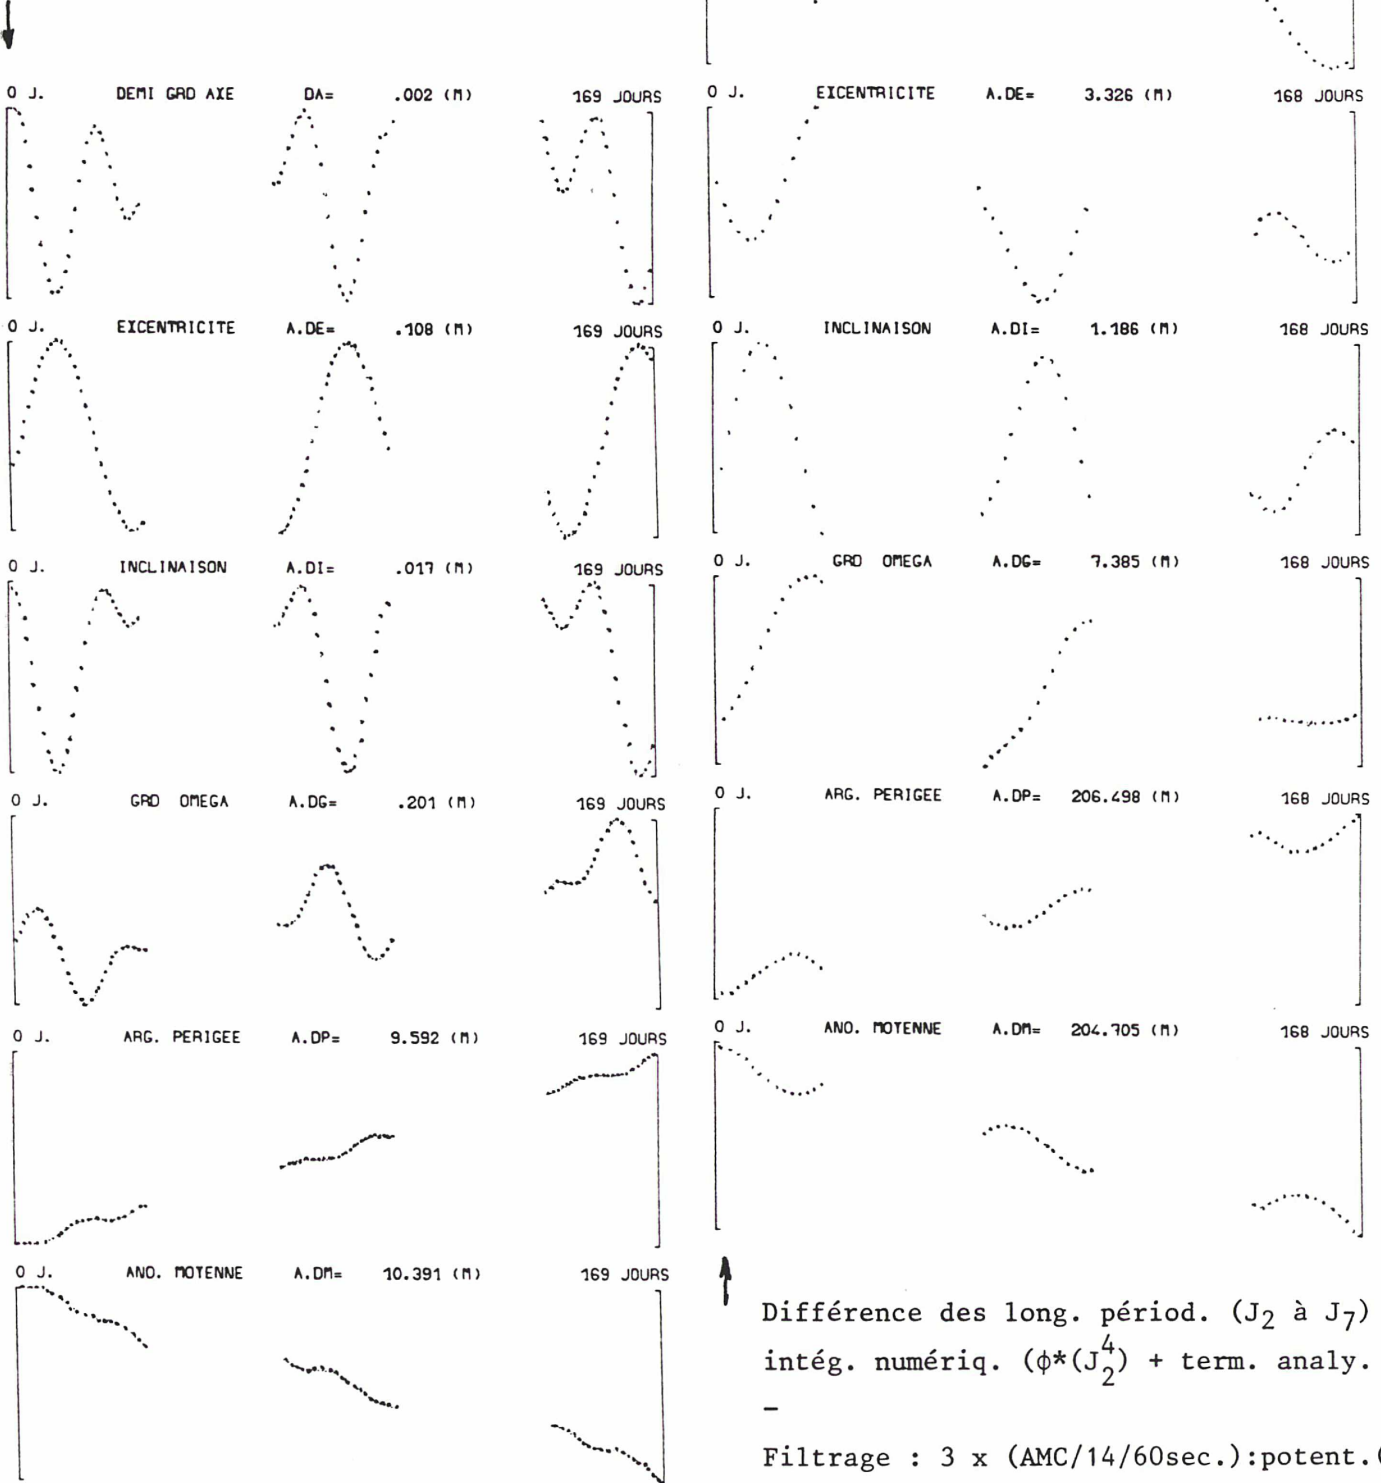 0 J. DEMI GRD AXE DA= .002 (M) 169 JOURS
0 J. EXCENTRICITE A.DE= .108 (M) 169 JOURS
0 J. INCLINAISON A.DI= .017 (M) 169 JOURS
0 J. GRD OMEGA A.DG= .201 (M) 169 JOURS
0 J. ARG. PERIGEE A.DP= 9.592 (M) 169 JOURS
0 J. ANO. MOYENNE A.DM= 10.391 (M) 169 JOURS
0 J. EXCENTRICITE A.DE= 3.326 (M) 168 JOURS
0 J. INCLINAISON A.DI= 1.186 (M) 168 JOURS
0 J. GRD OMEGA A.DG= 7.385 (M) 168 JOURS
0 J. ARG. PERIGEE A.DP= 206.498 (M) 168 JOURS
0 J. ANO. MOYENNE A.DM= 204.705 (M) 168 JOURS
Différence des long. périod. (J2 à J7)
intég. numériq. (φ*(J2^4) + term. analy.
–
Filtrage : 3 x (AMC/14/60sec.):potent.(